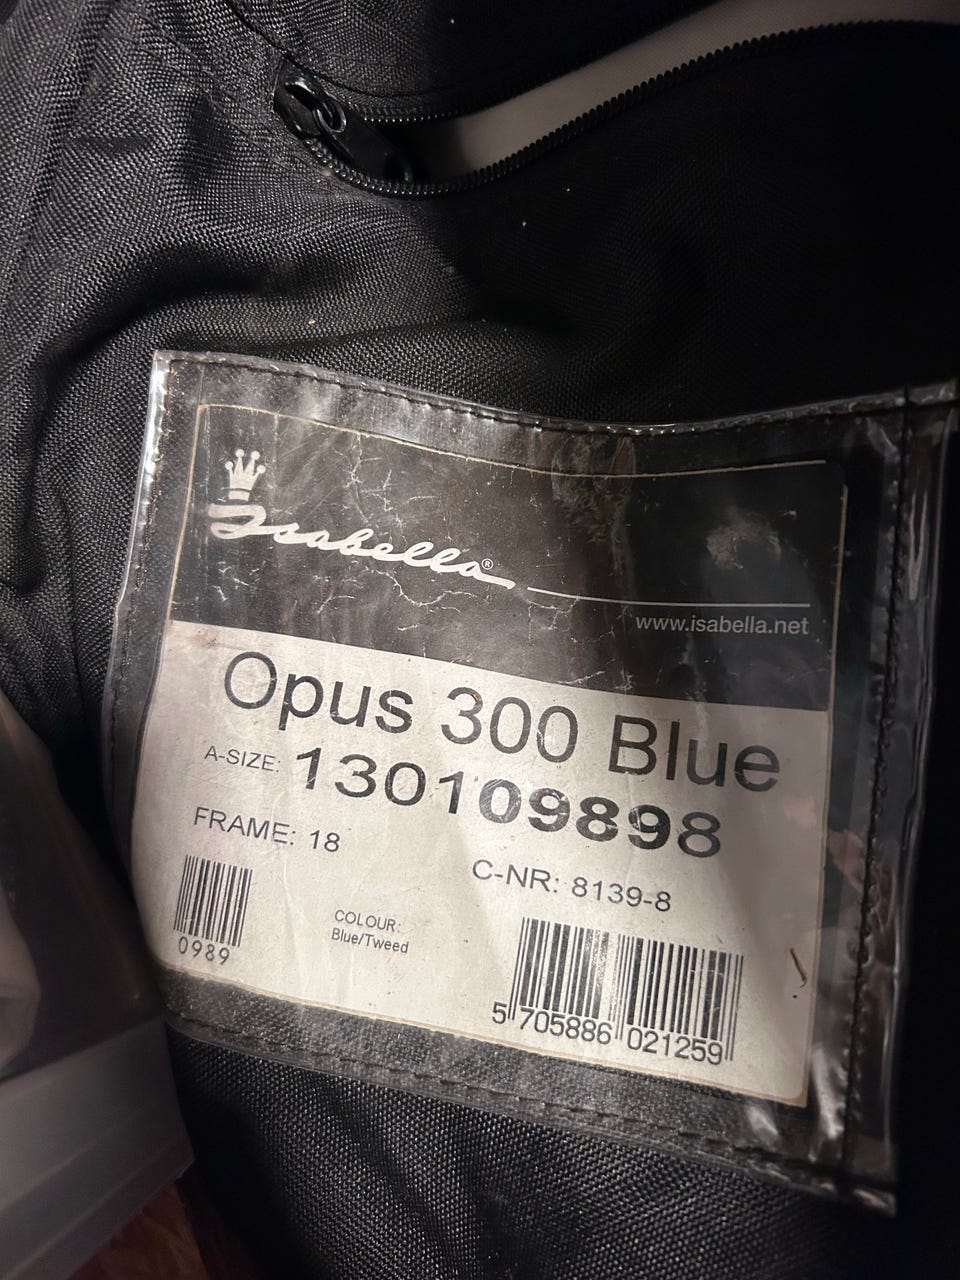 Isabella®
www.isabella.net
Opus 300 Blue
A-SIZE: 130109898
FRAME: 18
C-NR: 8139-8
0989
COLOUR:
Blue/Tweed
5 705886 021259